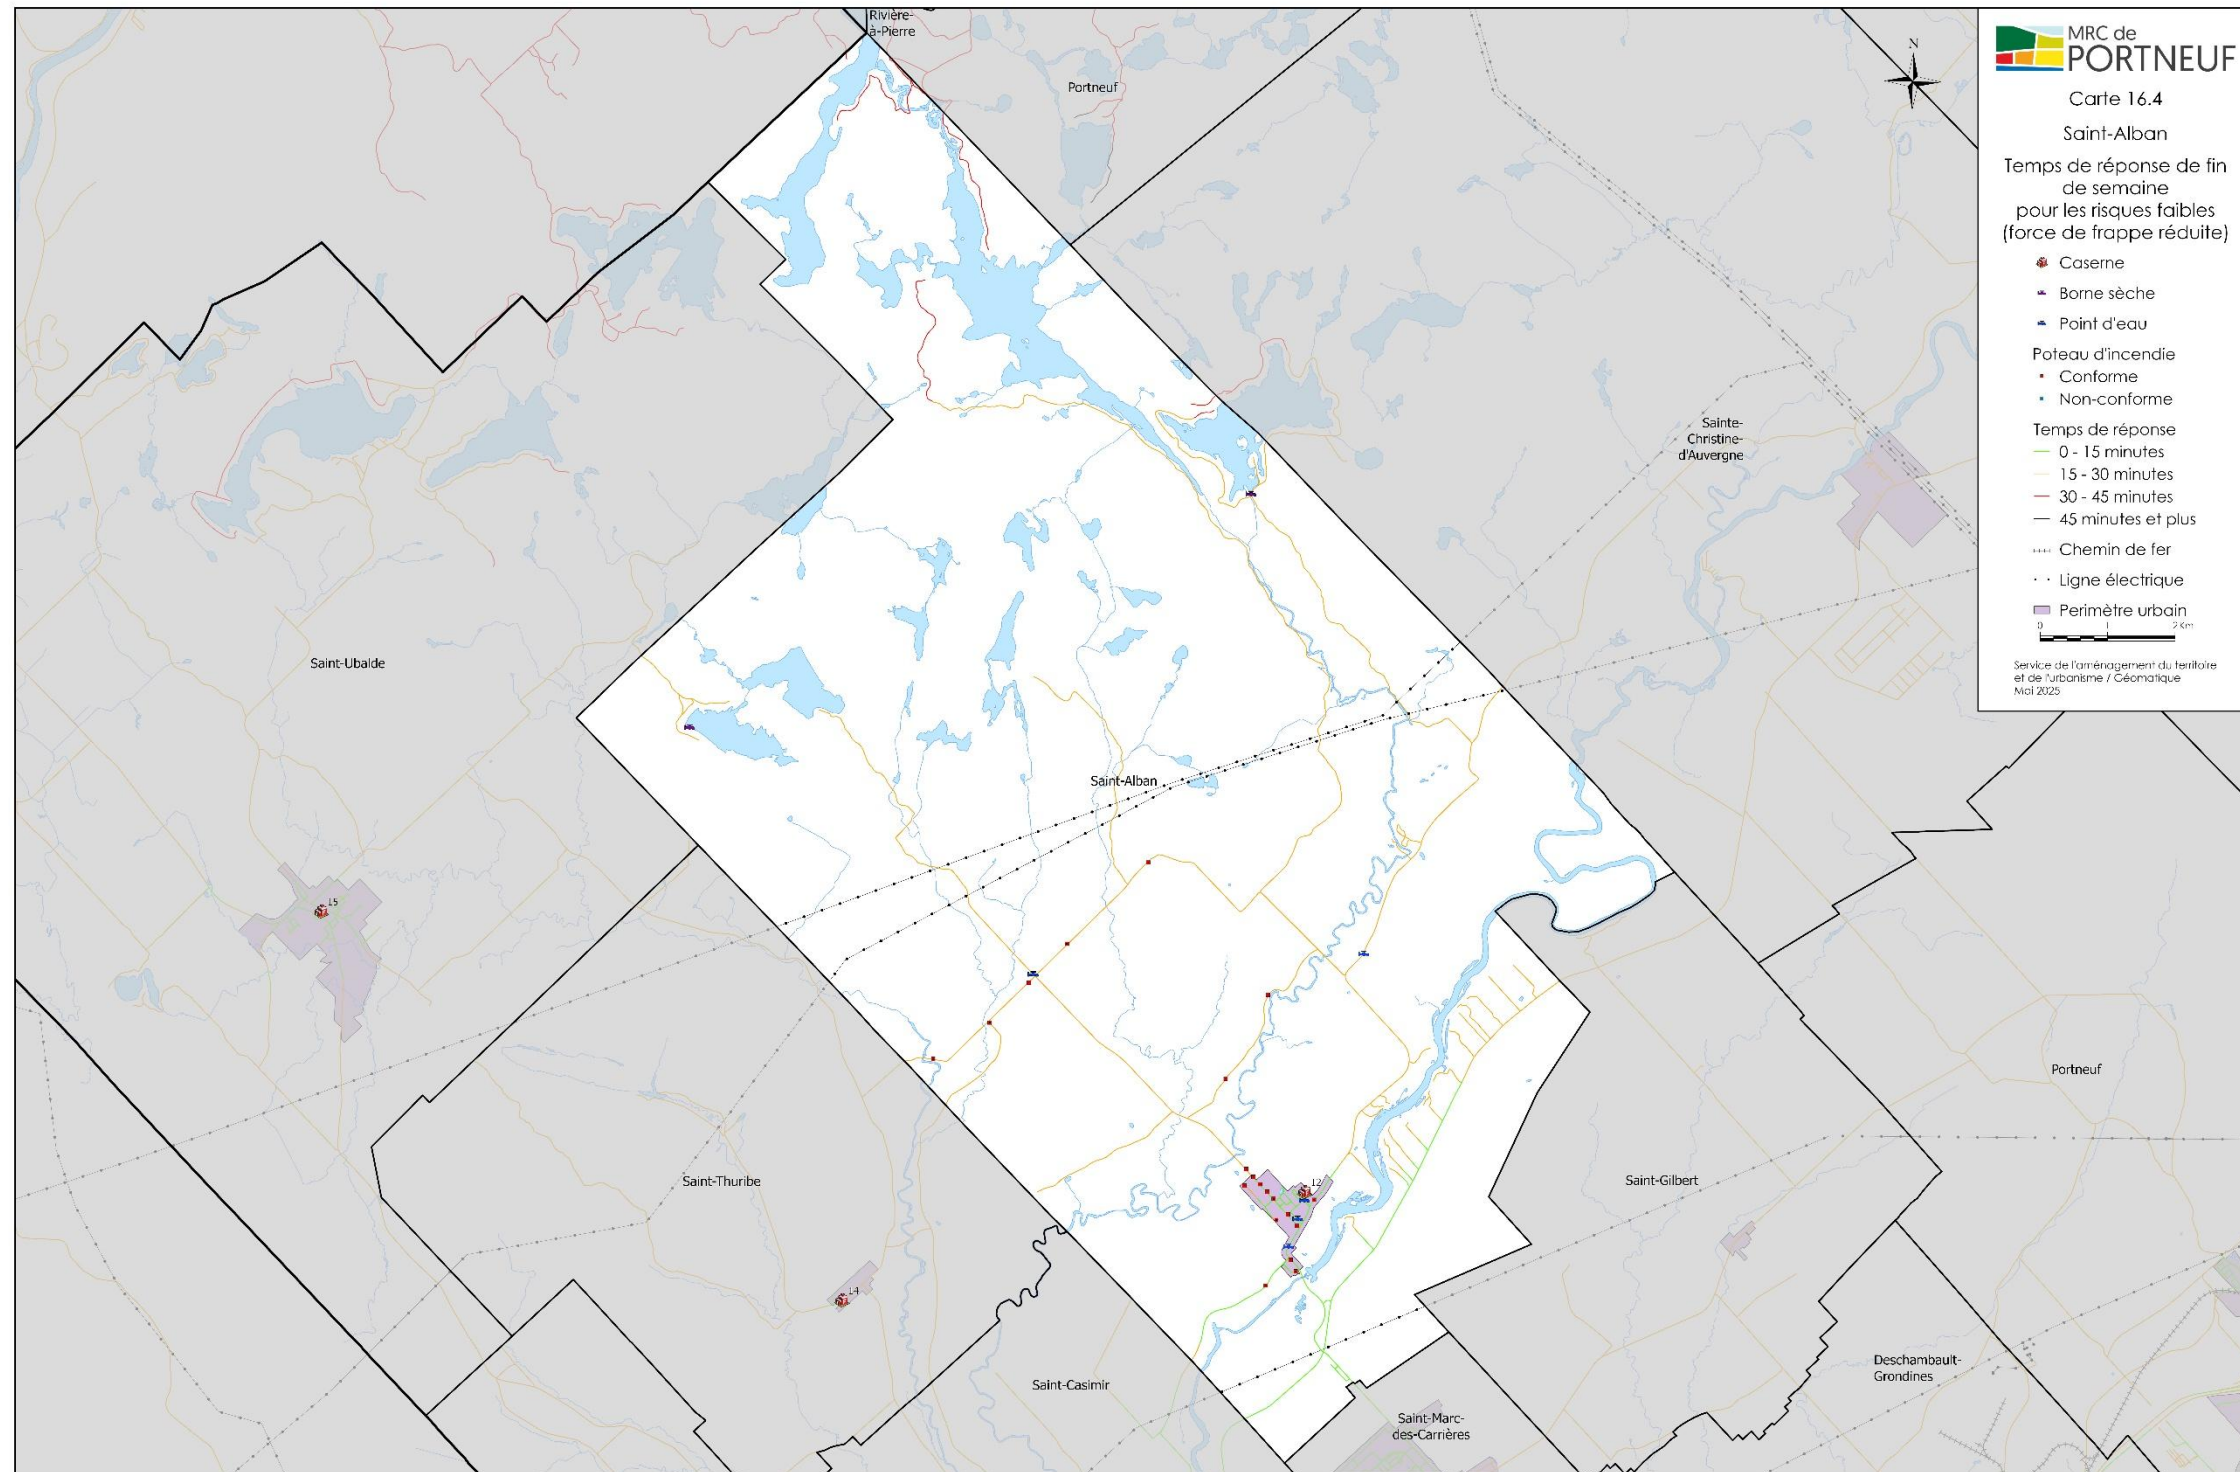 Rivière-
à-Pierre
Portneuf
Sainte-
Christine-
d'Auvergne
Saint-Ubalde
Saint-Alban
15
Portneuf
12
Saint-Thuribe
Saint-Gilbert
14
Saint-Casimir
Deschambault-
Grondines
Saint-Marc-
des-Carrières
N
MRC de
PORTNEUF
Carte 16.4
Saint-Alban
Temps de réponse de fin
de semaine
pour les risques faibles
(force de frappe réduite)
Caserne
Borne sèche
Point d'eau
Poteau d'incendie
Conforme
Non-conforme
Temps de réponse
0 - 15 minutes
15 - 30 minutes
30 - 45 minutes
45 minutes et plus
Chemin de fer
Ligne électrique
Perimètre urbain
0 1 2 Km
Service de l'aménagement du territoire
et de l'urbanisme / Géomatique
Mai 2025